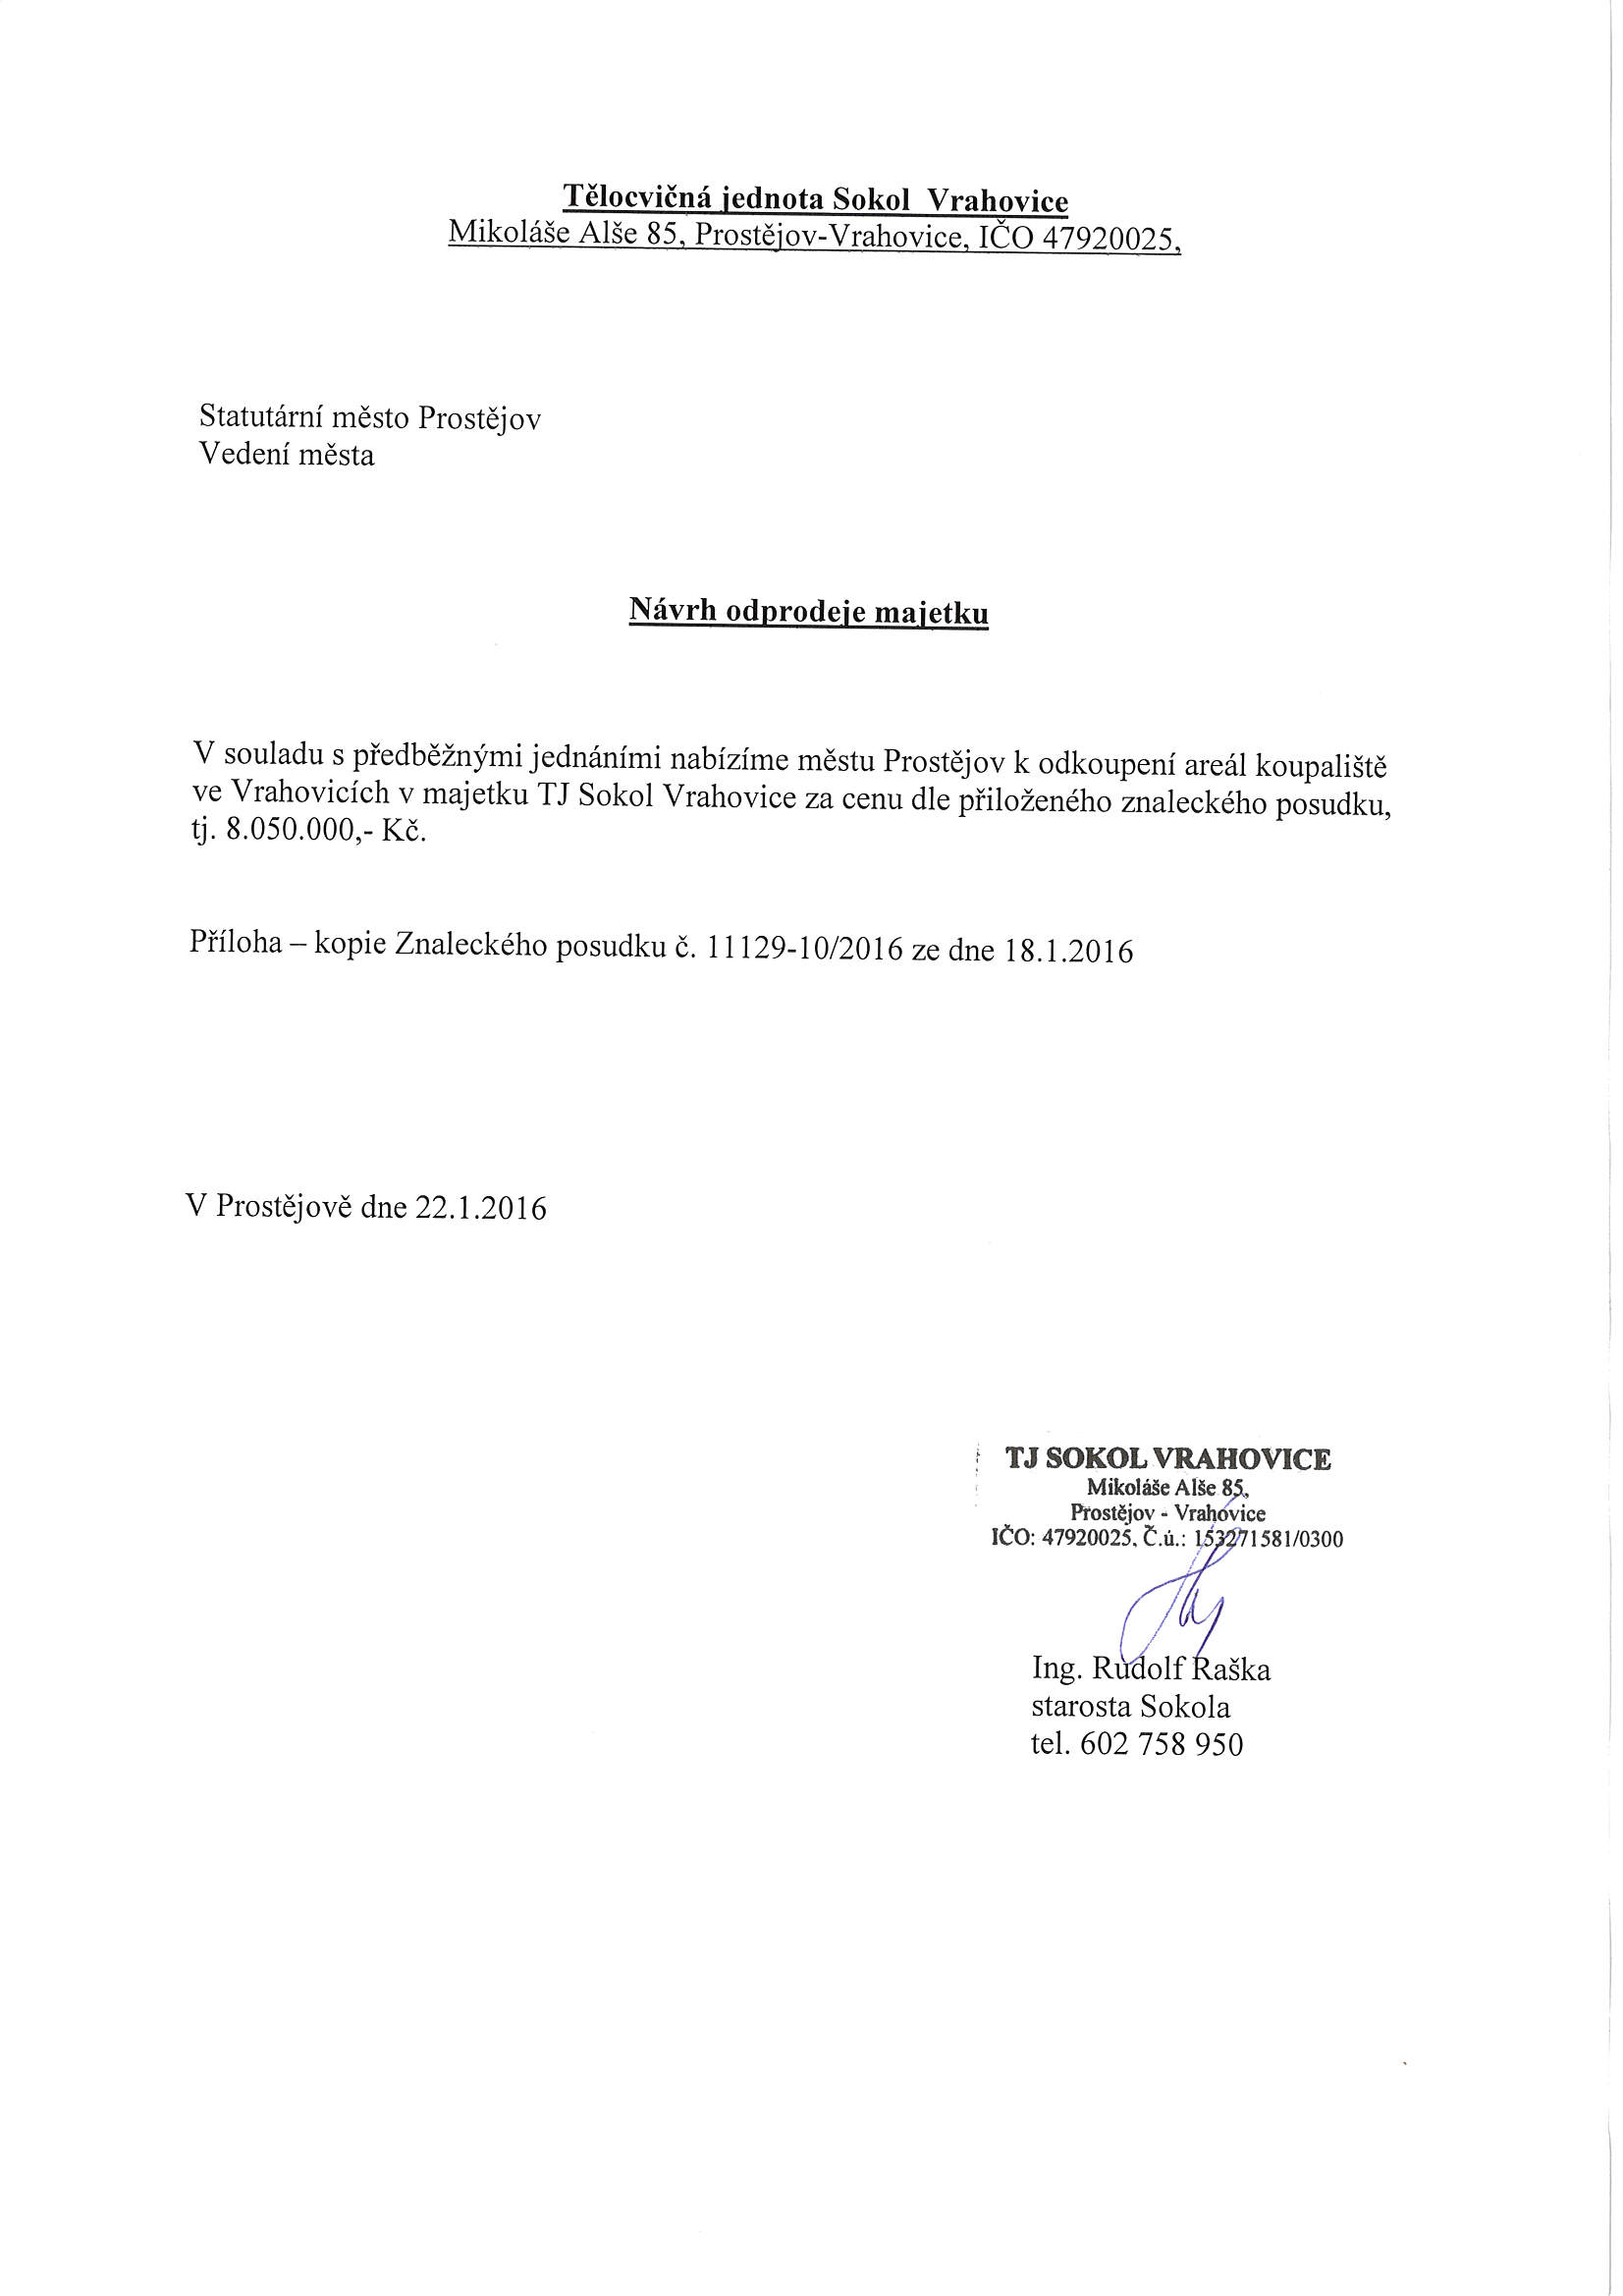 Tělocvičná jednota Sokol Vrahovice
Mikoláše Alše 85, Prostějov-Vrahovice, IČO 47920025,
Statutární město Prostějov
Vedení města
Návrh odprodeje majetku
V souladu s předběžnými jednáními nabízíme městu Prostějov k odkoupení areál koupaliště
ve Vrahovicích v majetku TJ Sokol Vrahovice za cenu dle přiloženého znaleckého posudku,
tj. 8.050.000,- Kč.
Příloha – kopie Znaleckého posudku č. 11129-10/2016 ze dne 18.1.2016
V Prostějově dne 22.1.2016
TJ SOKOL VRAHOVICE
Mikoláše Alše 85,
Prostějov - Vrahovice
IČO: 47920025, Č.ú.: 153271581/0300
Ing. Rudolf Raška
starosta Sokola
tel. 602 758 950